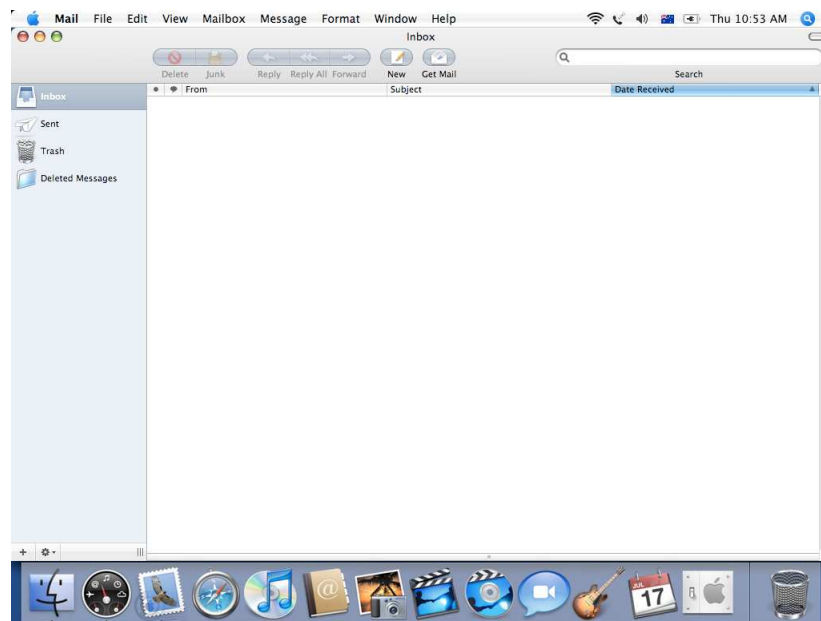 Mail File Edit View Mailbox Message Format Window Help Thu 10:53 AM
Inbox
Delete Junk Reply Reply All Forward New Get Mail Search
From Subject Date Received
Inbox
Sent
Trash
Deleted Messages
@
JUL
17